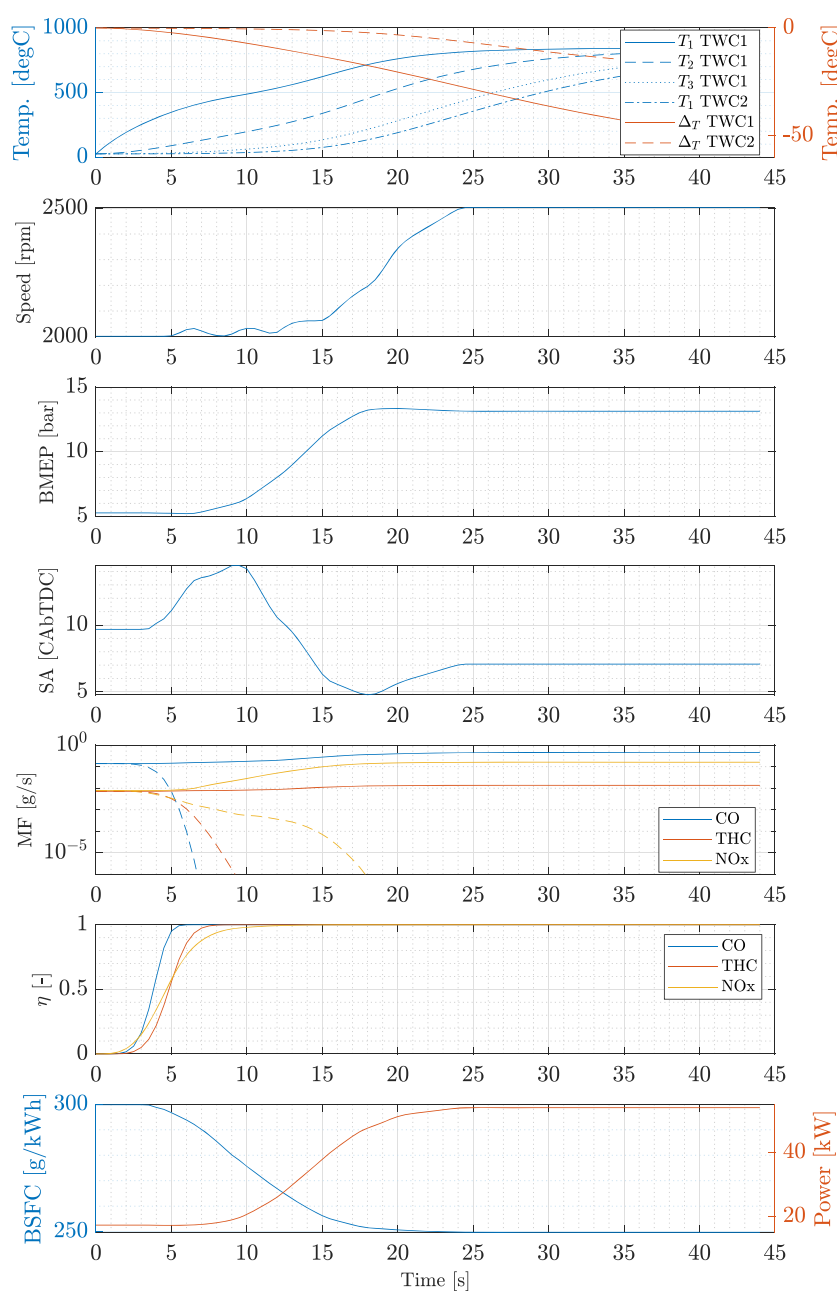 1000
500
0
Temp. [degC]
0
-50
Temp. [degC]
T1 TWC1
T2 TWC1
T3 TWC1
T1 TWC2
ΔT TWC1
ΔT TWC2
0 5 10 15 20 25 30 35 40 45
2500
2000
Speed [rpm]
0 5 10 15 20 25 30 35 40 45
15
10
5
BMEP [bar]
0 5 10 15 20 25 30 35 40 45
10
5
SA [CAbTDC]
0 5 10 15 20 25 30 35 40 45
10^0
10^-5
MF [g/s]
CO
THC
NOx
0 5 10 15 20 25 30 35 40 45
1
0.5
0
η [-]
CO
THC
NOx
0 5 10 15 20 25 30 35 40 45
300
250
BSFC [g/kWh]
40
20
Power [kW]
0 5 10 15 20 25 30 35 40 45
Time [s]